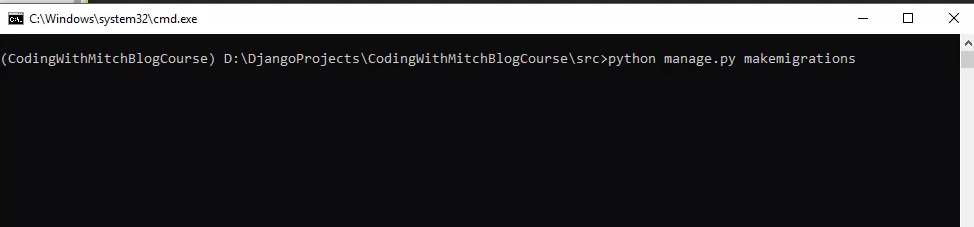 C:\Windows\system32\cmd.exe
(CodingWithMitchBlogCourse) D:\DjangoProjects\CodingWithMitchBlogCourse\src>python manage.py makemigrations